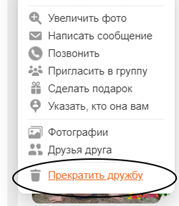 Увеличить фото
Написать сообщение
Позвонить
Пригласить в группу
Сделать подарок
Указать, кто она вам
Фотографии
Друзья друга
Прекратить дружбу